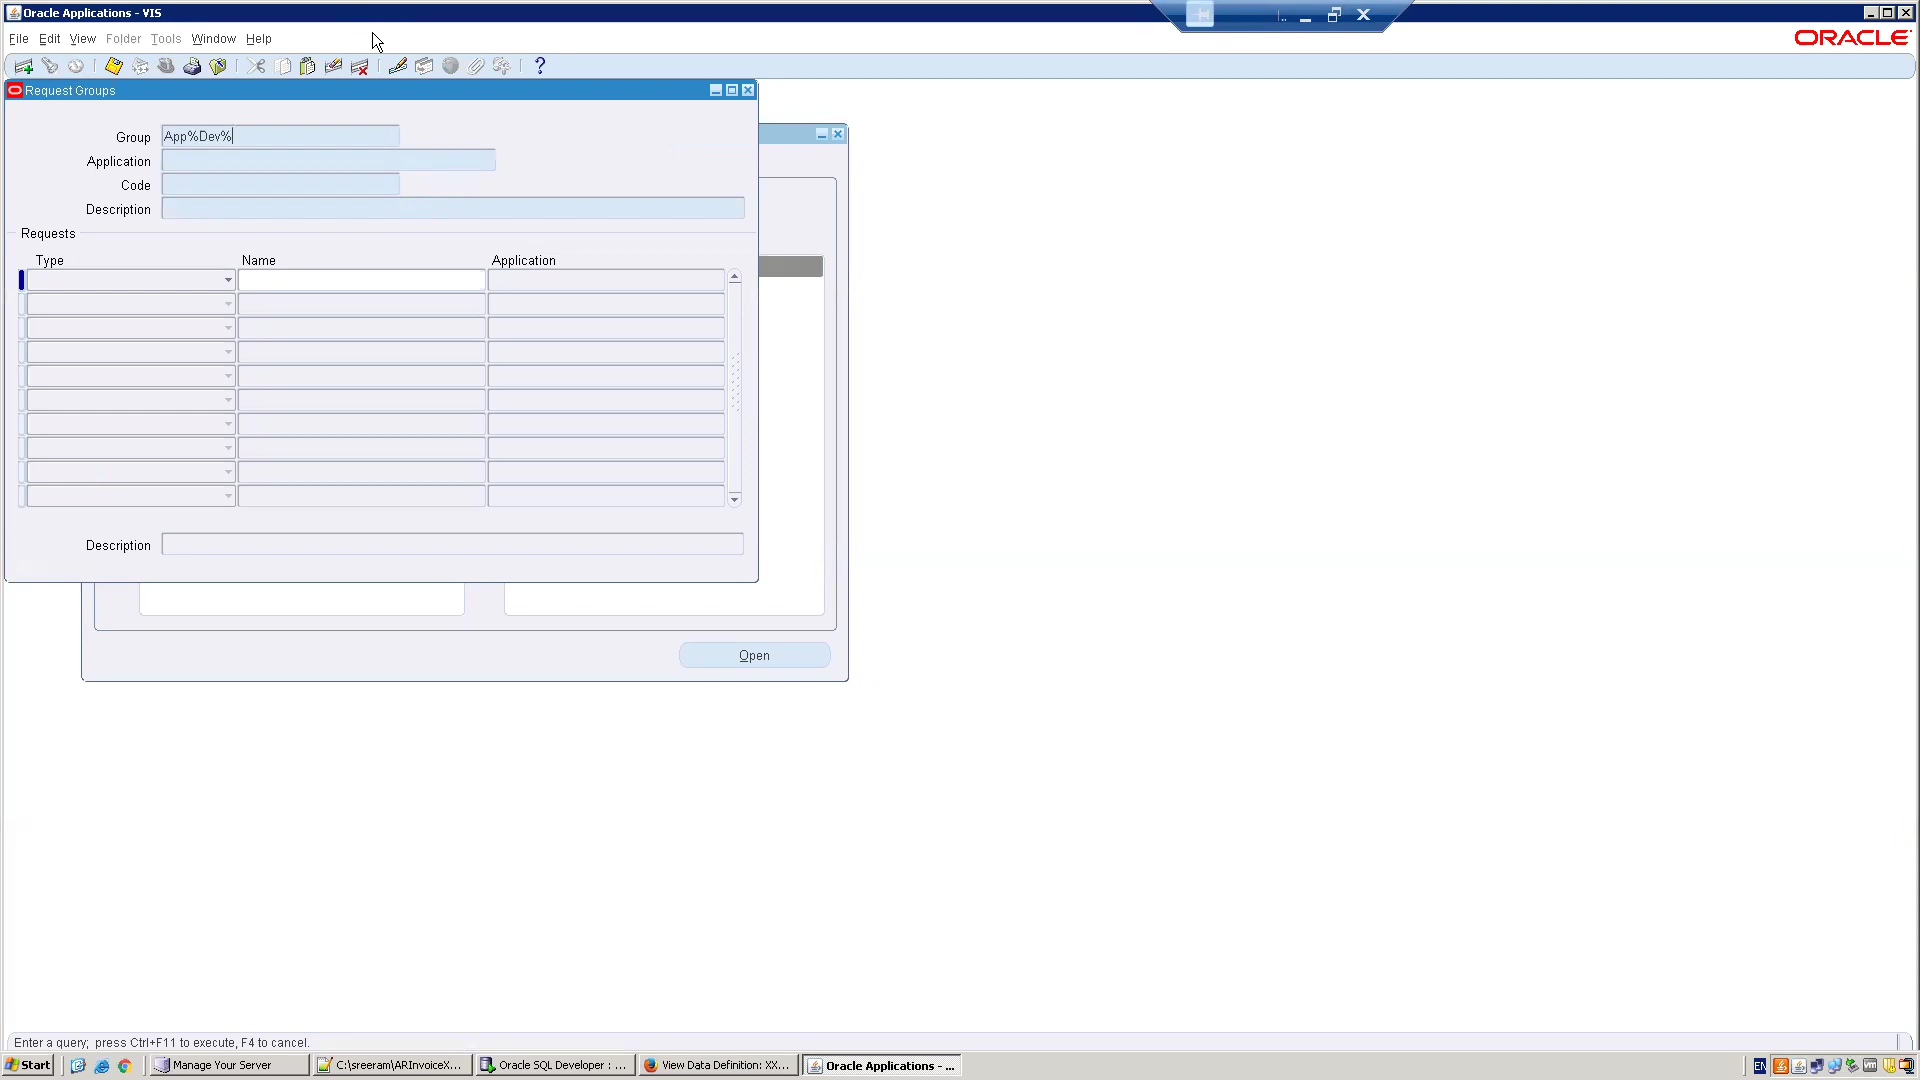 Oracle Applications - VIS
File Edit View Folder Tools Window Help
ORACLE
Request Groups
Group App%Dev%
Application
Code
Description
Requests
Type Name Application
Description
Open
Enter a query; press Ctrl+F11 to execute, F4 to cancel.
Start Manage Your Server C:\sreeram\ARInvoiceX... Oracle SQL Developer : ... View Data Definition: XX... Oracle Applications - ... EN